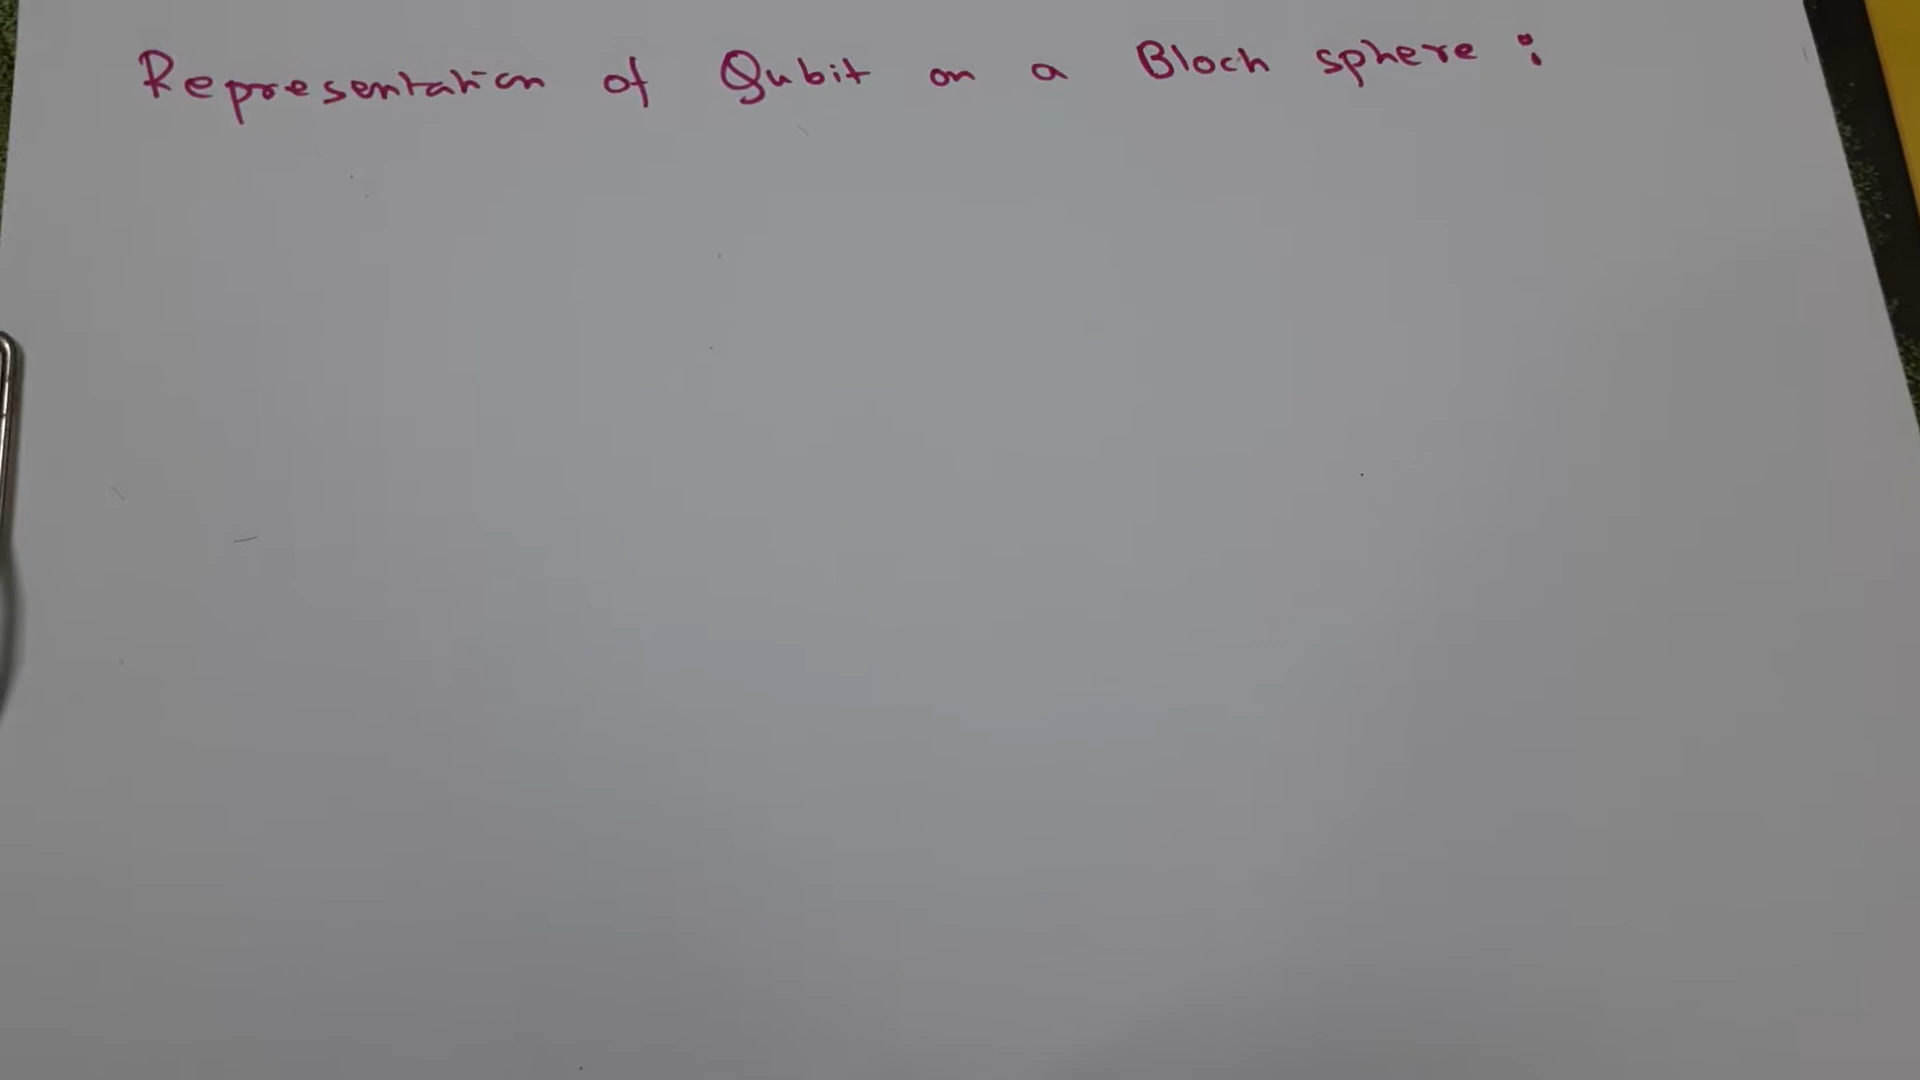 Representation of Qubit on a Bloch sphere :